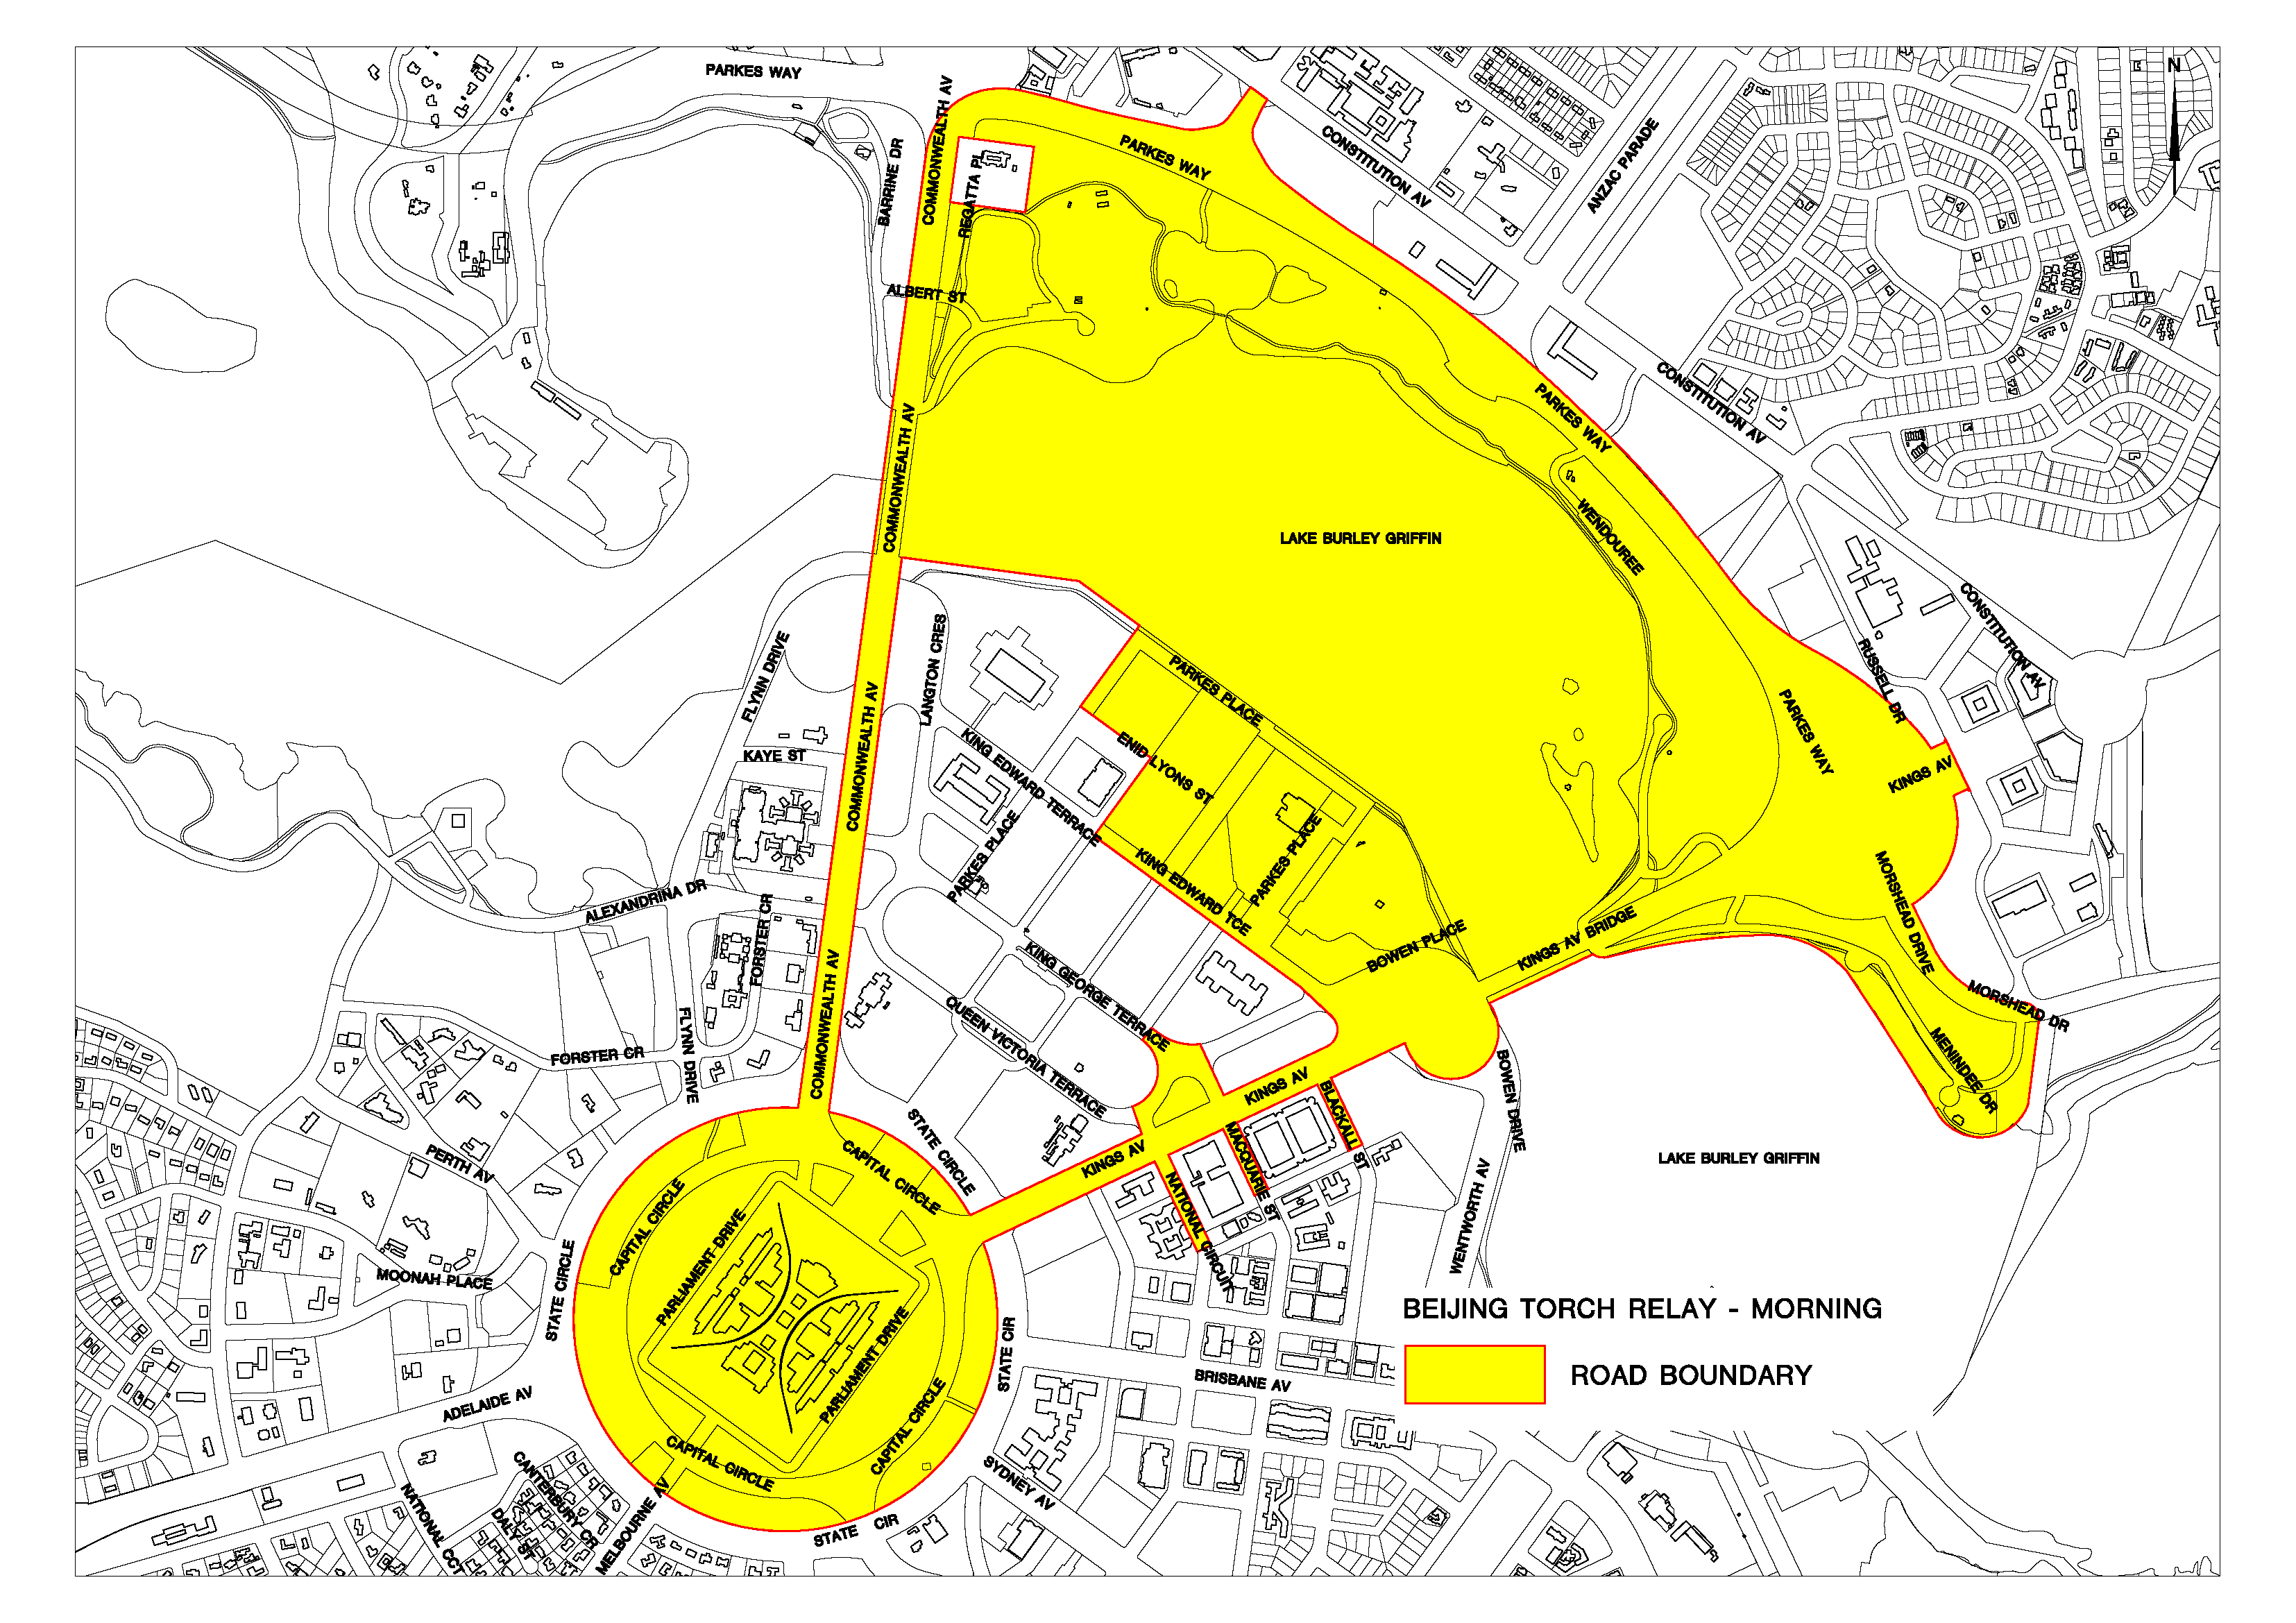 PARKES WAY
N
COMMONWEALTH AV
BARRINE DR
REGATTA PL
PARKES WAY
CONSTITUTION AV
ANZAC PARADE
ALBERT ST
CONSTITUTION AV
PARKES WAY
COMMONWEALTH AV
WENDOUREE
LAKE BURLEY GRIFFIN
CONSTITUTION AV
RUSSELL DR
FLYNN DRIVE
LANGTON CRES
PARKES PLACE
COMMONWEALTH AV
PARKES WAY
KINGS AV
KAYE ST
KING EDWARD TERRACE
ENID LYONS ST
PARKES PLACE
PARKES PLACE
KING EDWARD TCE
MORSHEAD DRIVE
ALEXANDRINA DR
FORSTER CR
BOWEN PLACE
KINGS AV BRIDGE
COMMONWEALTH AV
KING GEORGE TERRACE
QUEEN VICTORIA TERRACE
MORSHEAD DR
MENINDEE DR
FORSTER CR
FLYNN DRIVE
BOWEN DRIVE
KINGS AV
BLACKALL ST
MACQUARIE ST
KINGS AV
NATIONAL CIRCUIT
STATE CIRCLE
CAPITAL CIRCLE
PERTH AV
LAKE BURLEY GRIFFIN
WENTWORTH AV
CAPITAL CIRCLE
PARLIAMENT DRIVE
MOONAH PLACE
STATE CIRCLE
PARLIAMENT DRIVE
STATE CIR
BEIJING TORCH RELAY - MORNING
ROAD BOUNDARY
BRISBANE AV
ADELAIDE AV
CAPITAL CIRCLE
CAPITAL CIRCLE
SYDNEY AV
CANTERBURY CR
NATIONAL CCT
DALY ST
MELBOURNE AV
STATE CIR